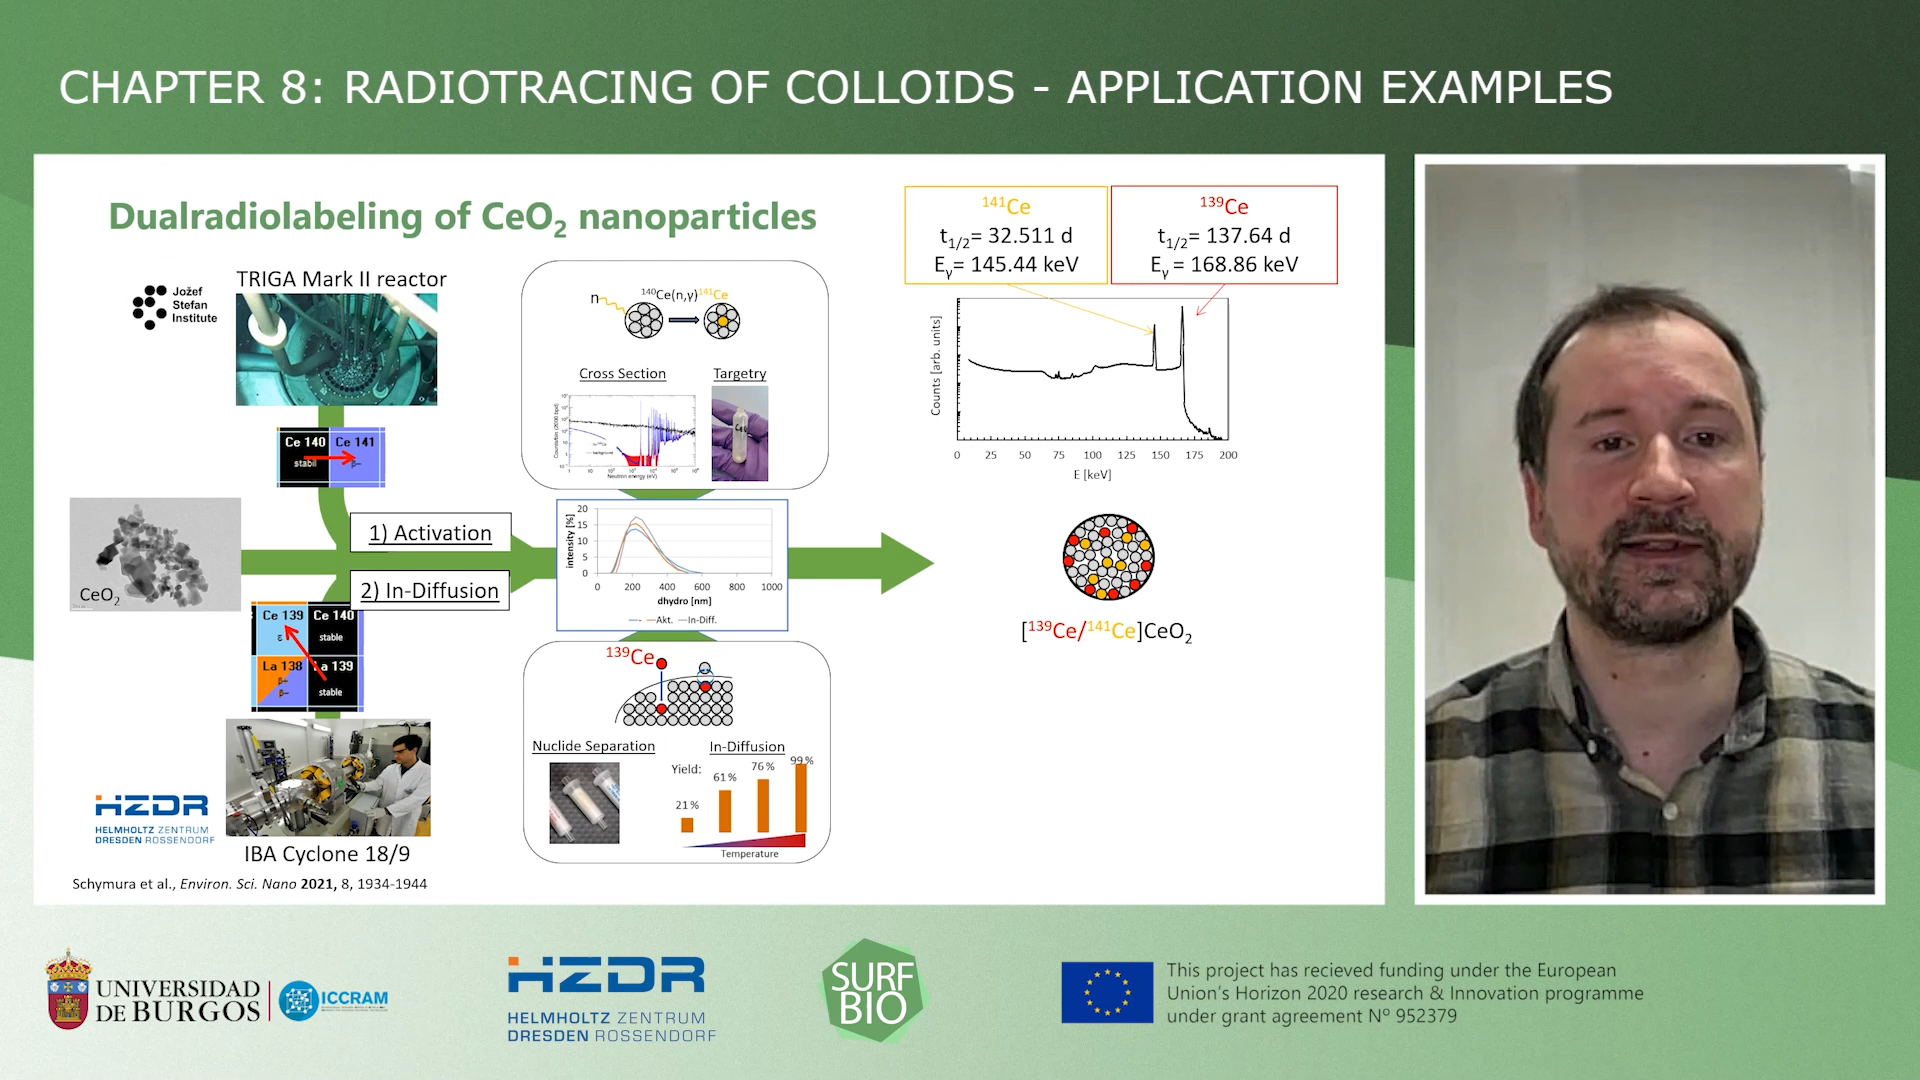 CHAPTER 8: RADIOTRACING OF COLLOIDS - APPLICATION EXAMPLES
Dualradiolabeling of CeO2 nanoparticles
Jožef
Stefan
Institute
TRIGA Mark II reactor
Ce 140 Ce 141
stabil β-
CeO2
1) Activation
2) In-Diffusion
Ce 139 Ce 140
ε stable
La 138 La 139
β+
β- stable
HZDR
HELMHOLTZ ZENTRUM
DRESDEN ROSSENDORF
IBA Cyclone 18/9
Schymura et al., Environ. Sci. Nano 2021, 8, 1934-1944
n 140Ce(n,γ)141Ce
Cross Section Targetry
Neutron energy (eV)
intensity [%]
20
15
10
5
0
0 200 400 600 800 1000
dhydro [nm]
Akt. In-Diff.
139Ce
Nuclide Separation In-Diffusion
Yield:
21 % 61 % 76 % 99 %
Temperature
141Ce
t1/2= 32.511 d
Eγ= 145.44 keV
139Ce
t1/2= 137.64 d
Eγ = 168.86 keV
Counts [arb. units]
0 25 50 75 100 125 150 175 200
E [keV]
[139Ce/141Ce]CeO2
UNIVERSIDAD
DE BURGOS
ICCRAM
HZDR
HELMHOLTZ ZENTRUM
DRESDEN ROSSENDORF
SURF
BIO
This project has recieved funding under the European
Union's Horizon 2020 research & Innovation programme
under grant agreement Nº 952379